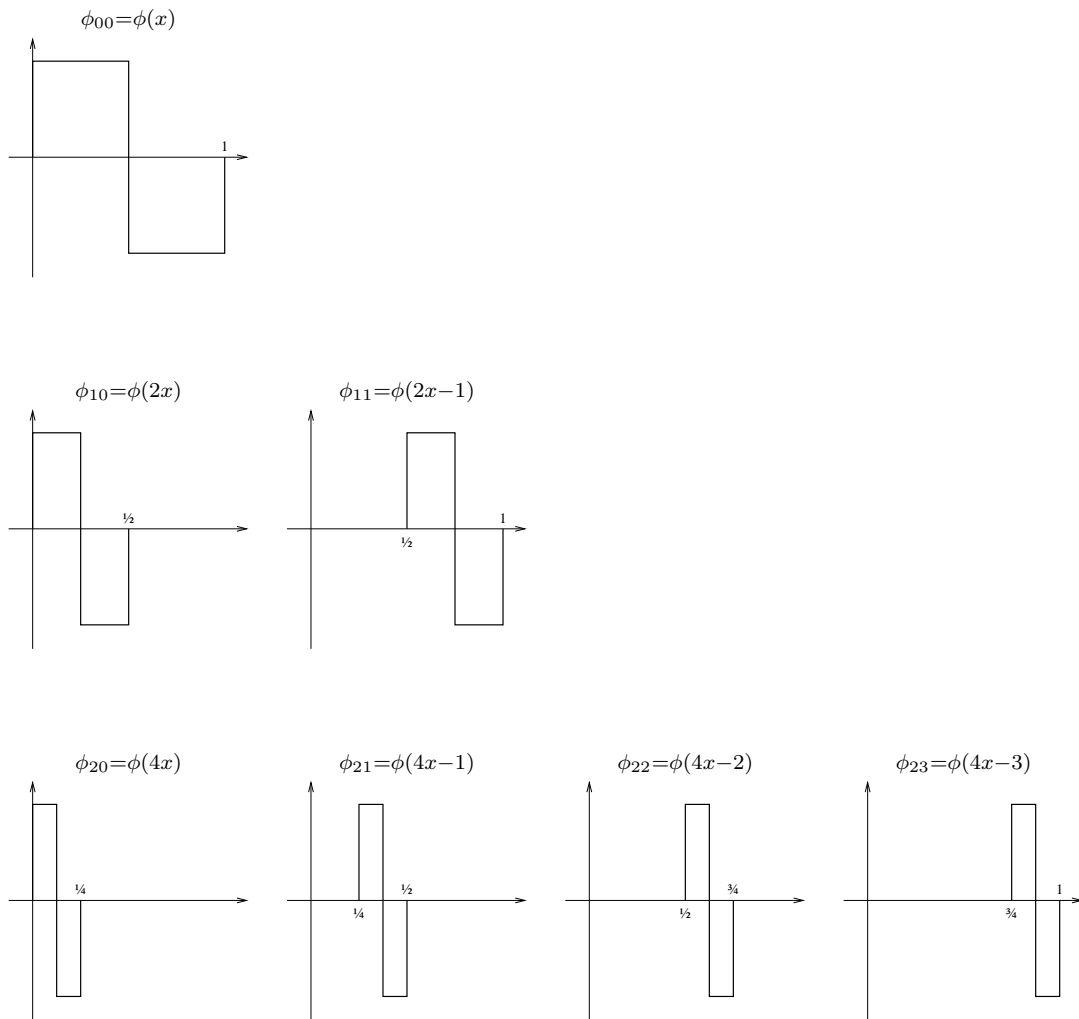 ϕ₀₀=ϕ(x)
1
ϕ₁₀=ϕ(2x) ϕ₁₁=ϕ(2x−1)
½ 1
½
ϕ₂₀=ϕ(4x) ϕ₂₁=ϕ(4x−1) ϕ₂₂=ϕ(4x−2) ϕ₂₃=ϕ(4x−3)
¼ ½ ¾ 1
¼ ½ ¾